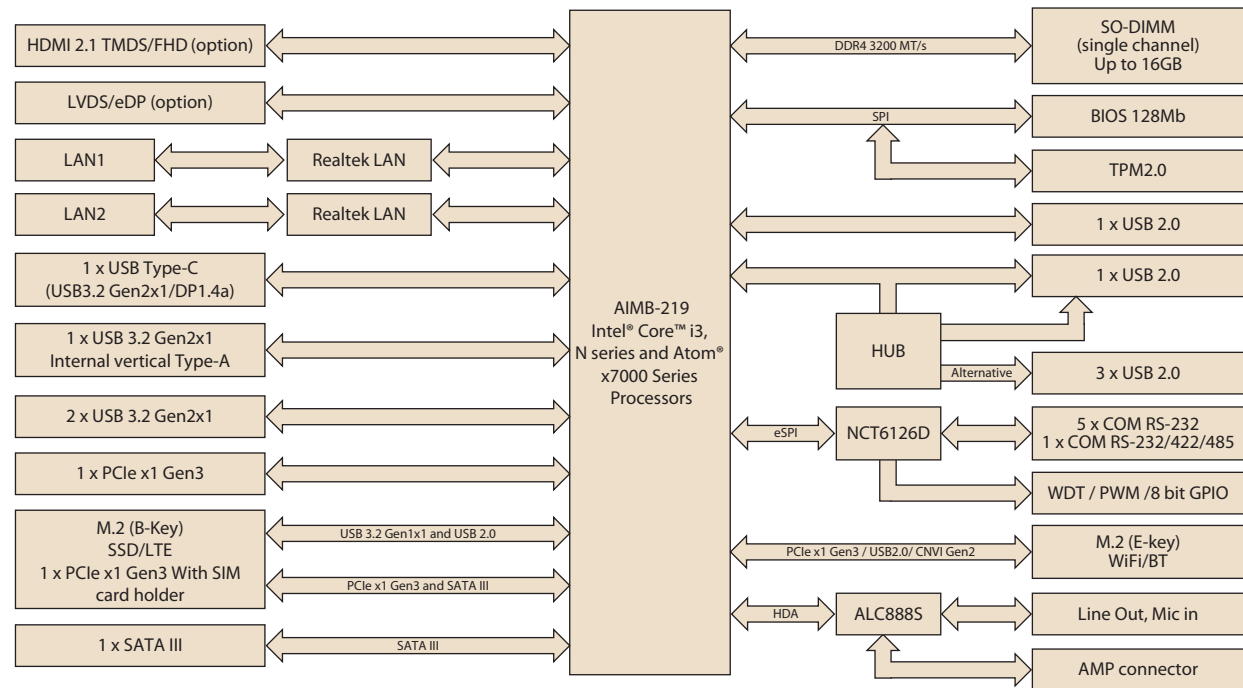 HDMI 2.1 TMDS/FHD (option)
LVDS/eDP (option)
LAN1
Realtek LAN
LAN2
Realtek LAN
1 x USB Type-C
(USB3.2 Gen2x1/DP1.4a)
1 x USB 3.2 Gen2x1
Internal vertical Type-A
2 x USB 3.2 Gen2x1
1 x PCIe x1 Gen3
M.2 (B-Key)
SSD/LTE
1 x PCIe x1 Gen3 With SIM
card holder
USB 3.2 Gen1x1 and USB 2.0
PCIe x1 Gen3 and SATA III
1 x SATA III
SATA III
AIMB-219
Intel® Core™ i3,
N series and Atom®
x7000 Series
Processors
DDR4 3200 MT/s
SO-DIMM
(single channel)
Up to 16GB
SPI
BIOS 128Mb
TPM2.0
1 x USB 2.0
1 x USB 2.0
HUB
Alternative
3 x USB 2.0
eSPI
NCT6126D
5 x COM RS-232
1 x COM RS-232/422/485
WDT / PWM /8 bit GPIO
PCIe x1 Gen3 / USB2.0/ CNVI Gen2
M.2 (E-key)
WiFi/BT
HDA
ALC888S
Line Out, Mic in
AMP connector